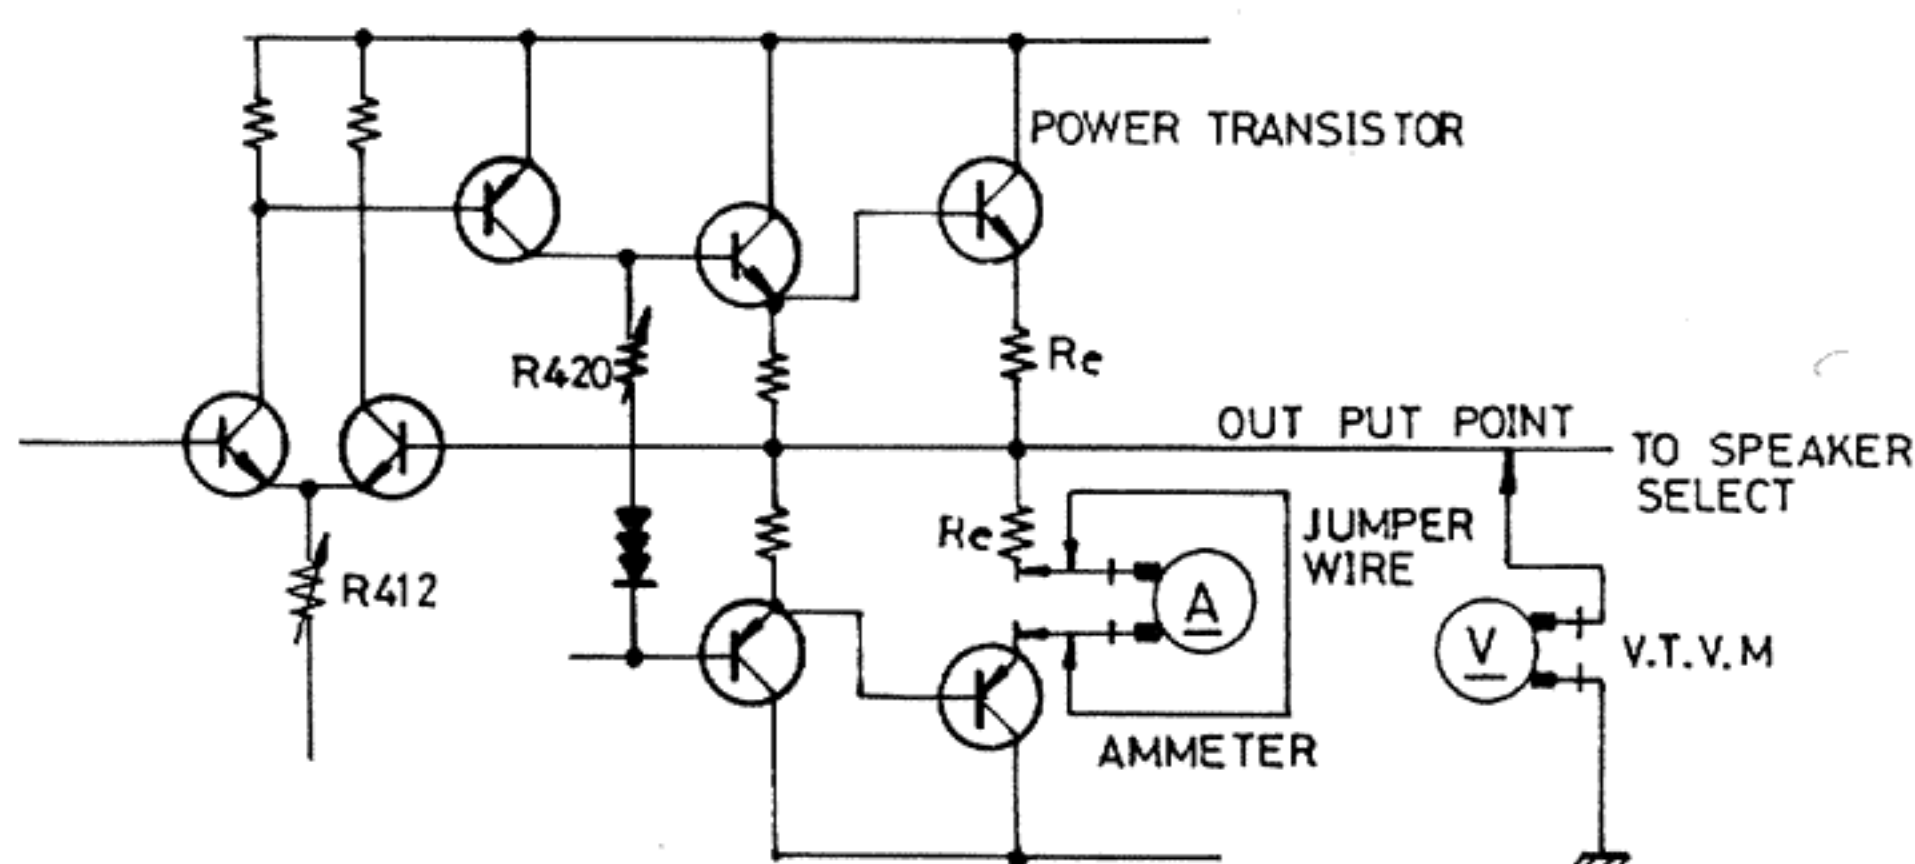 POWER TRANSISTOR
R420
Re
OUT PUT POINT
TO SPEAKER
SELECT
Re
JUMPER
WIRE
A
R412
V
V.T.V.M
AMMETER